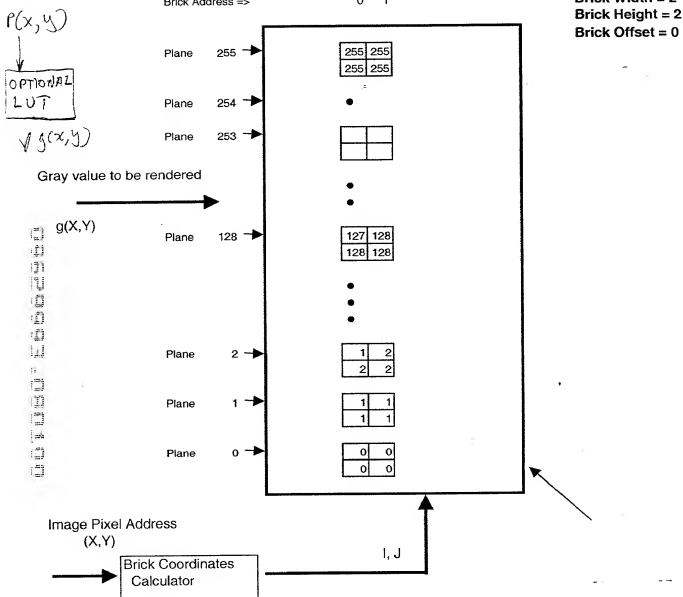 Brick Address => 0 1
Brick Width = 2
Brick Height = 2
Brick Offset = 0
P(x,y)
OPTIONAL
LUT
g(x,y)
Plane 255 255 255
255 255
Plane 254
Plane 253
Gray value to be rendered
g(X,Y)
Plane 128 127 128
128 128
Plane 2 1 2
2 2
Plane 1 1 1
1 1
Plane 0 0 0
0 0
Image Pixel Address
(X,Y)
I, J
Brick Coordinates
Calculator